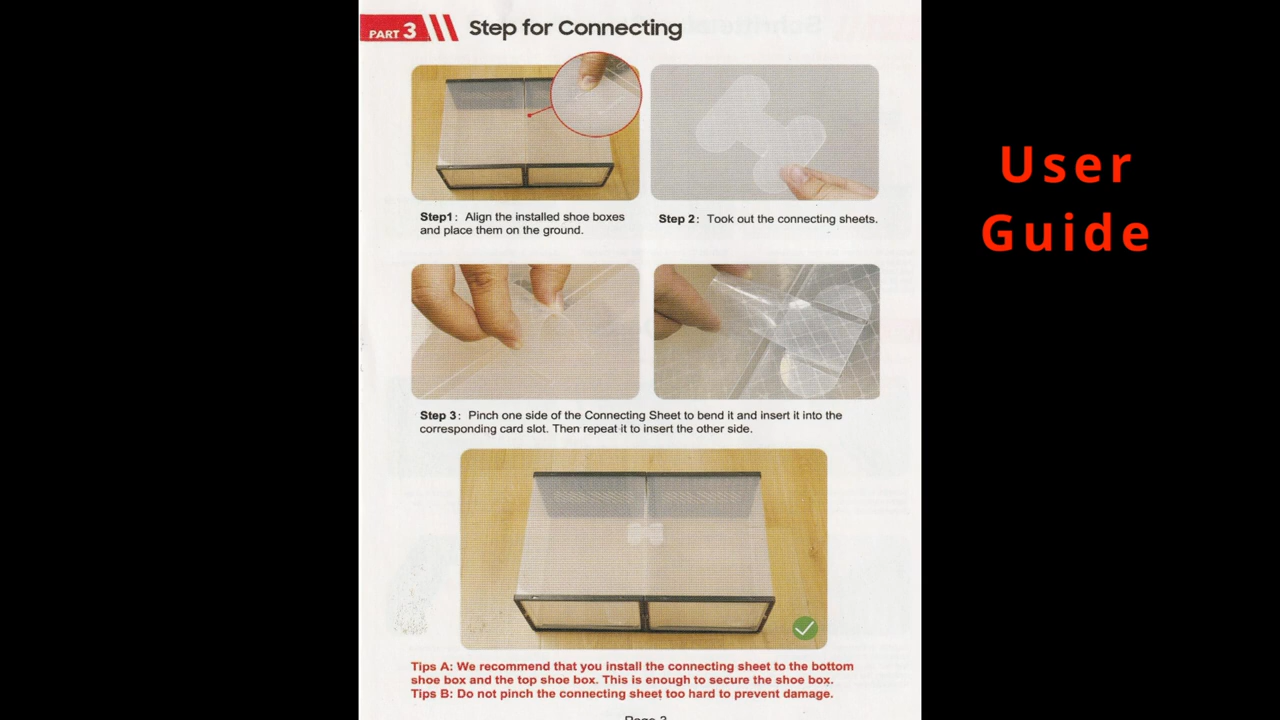 PART 3
Step for Connecting
Step1: Align the installed shoe boxes
and place them on the ground.
Step 2: Took out the connecting sheets.
Step 3: Pinch one side of the Connecting Sheet to bend it and insert it into the
corresponding card slot. Then repeat it to insert the other side.
Tips A: We recommend that you install the connecting sheet to the bottom
shoe box and the top shoe box. This is enough to secure the shoe box.
Tips B: Do not pinch the connecting sheet too hard to prevent damage.
User
Guide